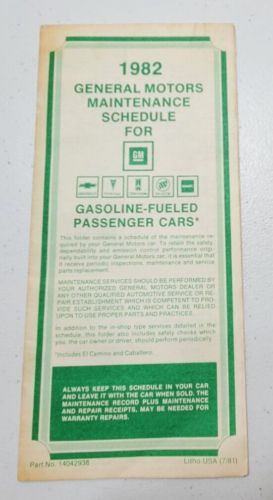 1982
GENERAL MOTORS
MAINTENANCE
SCHEDULE
FOR
GM
GASOLINE-FUELED
PASSENGER CARS*
This folder contains a schedule of the maintenance re-
quired by your General Motors car. To retain the safety,
dependability and emission control performance orig-
inally built into your General Motors car, it is essential that
it receive periodic inspections, maintenance and service
parts replacement.
MAINTENANCE SERVICES SHOULD BE PERFORMED BY
YOUR AUTHORIZED GENERAL MOTORS DEALER OR
ANY OTHER QUALIFIED AUTOMOTIVE SERVICE OR RE-
PAIR ESTABLISHMENT WHICH IS COMPETENT TO PRO-
VIDE SUCH SERVICES AND WHICH CAN BE RELIED
UPON TO USE PROPER PARTS AND PRACTICES.
In addition to the in-shop type services detailed in the
schedule, this folder also includes safety checks which
you, the car owner or driver, should perform periodically.
*Includes El Camino and Caballero.
ALWAYS KEEP THIS SCHEDULE IN YOUR CAR
AND LEAVE IT WITH THE CAR WHEN SOLD. THE
MAINTENANCE RECORD PLUS MAINTENANCE
AND REPAIR RECEIPTS, MAY BE NEEDED FOR
WARRANTY REPAIRS.
Part No. 14042938
Litho USA (7/81)